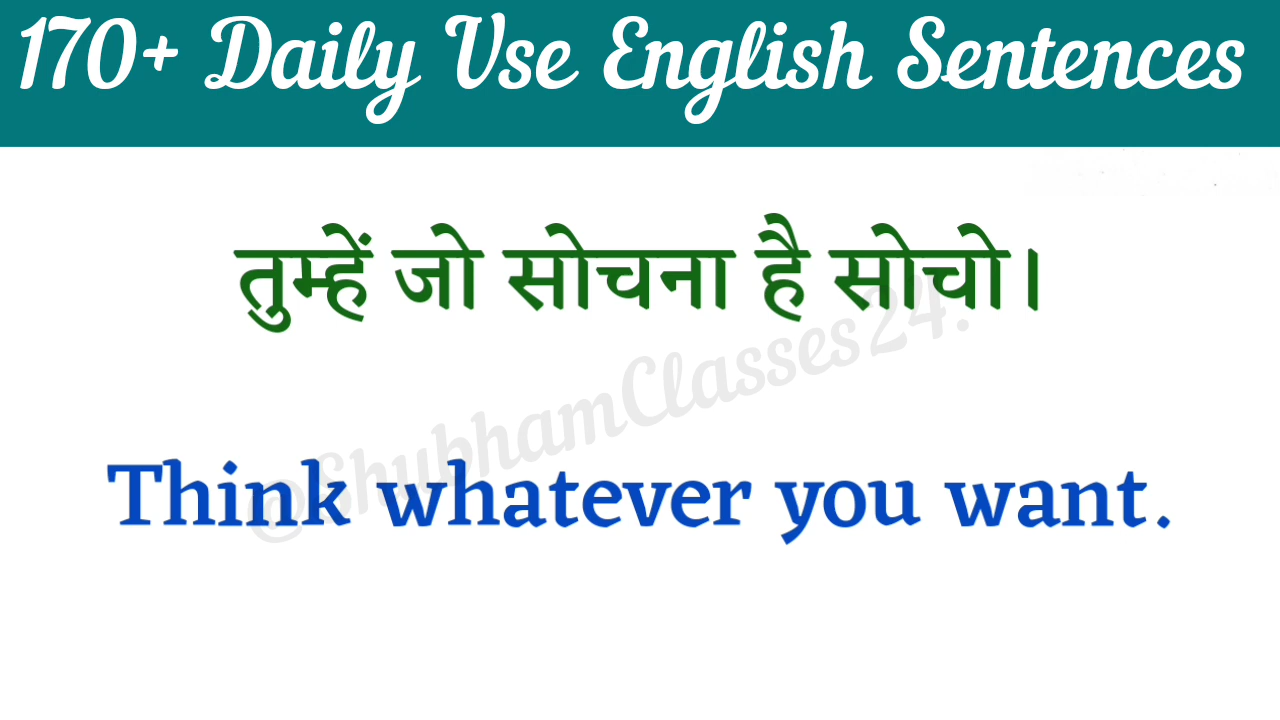 170+ Daily Use English Sentences
तुम्हें जो सोचना है सोचो।
@ShubhamClasses24.
Think whatever you want.